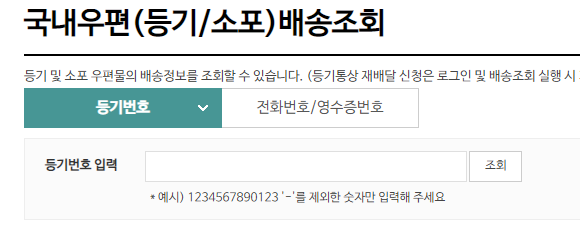 국내우편(등기/소포)배송조회
등기 및 소포 우편물의 배송정보를 조회할 수 있습니다. (등기통상 재배달 신청은 로그인 및 배송조회 실행 시
등기번호
전화번호/영수증번호
등기번호 입력
조회
* 예시) 1234567890123 '-'를 제외한 숫자만 입력해 주세요